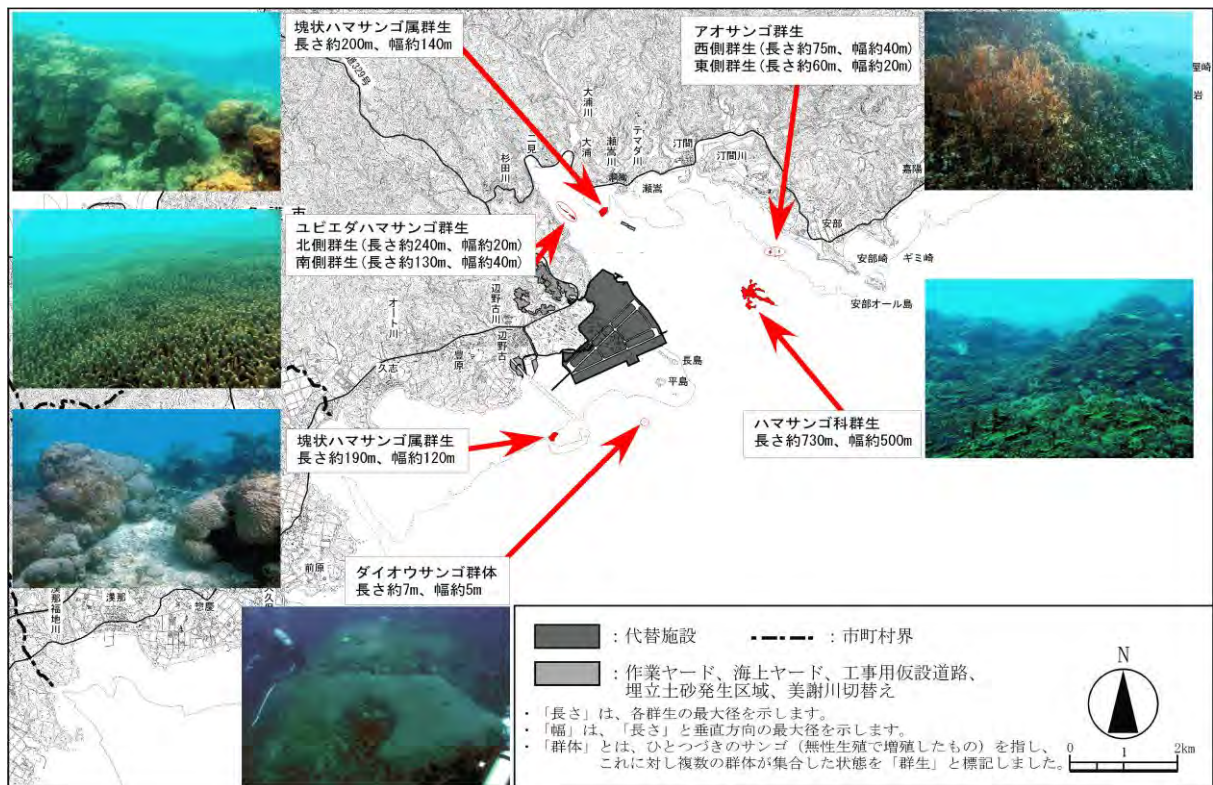 塊状ハマサンゴ属群生
長さ約200m、幅約140m
アオサンゴ群生
西側群生(長さ約75m、幅約40m)
東側群生(長さ約60m、幅約20m)
329号
大浦川
二見
大浦
瀬嵩川
テマダ川
汀間
汀間川
杉田川
瀬嵩
瀬嵩
嘉陽
安部
安部崎
ギミ崎
安部オール島
ユビエダハマサンゴ群生
北側群生(長さ約240m、幅約20m)
南側群生(長さ約130m、幅約40m)
辺野古川
辺野古
オート川
豊原
久志
長島
平島
塊状ハマサンゴ属群生
長さ約190m、幅約120m
ハマサンゴ科群生
長さ約730m、幅約500m
ダイオウサンゴ群体
長さ約7m、幅約5m
前原
漢那
惣慶
福地川
：代替施設
：市町村界
：作業ヤード、海上ヤード、工事用仮設道路、
埋立土砂発生区域、美謝川切替え
・「長さ」は、各群生の最大径を示します。
・「幅」は、「長さ」と垂直方向の最大径を示します。
・「群体」とは、ひとつづきのサンゴ（無性生殖で増殖したもの）を指し、
これに対し複数の群体が集合した状態を「群生」と標記しました。
N
0 1 2km